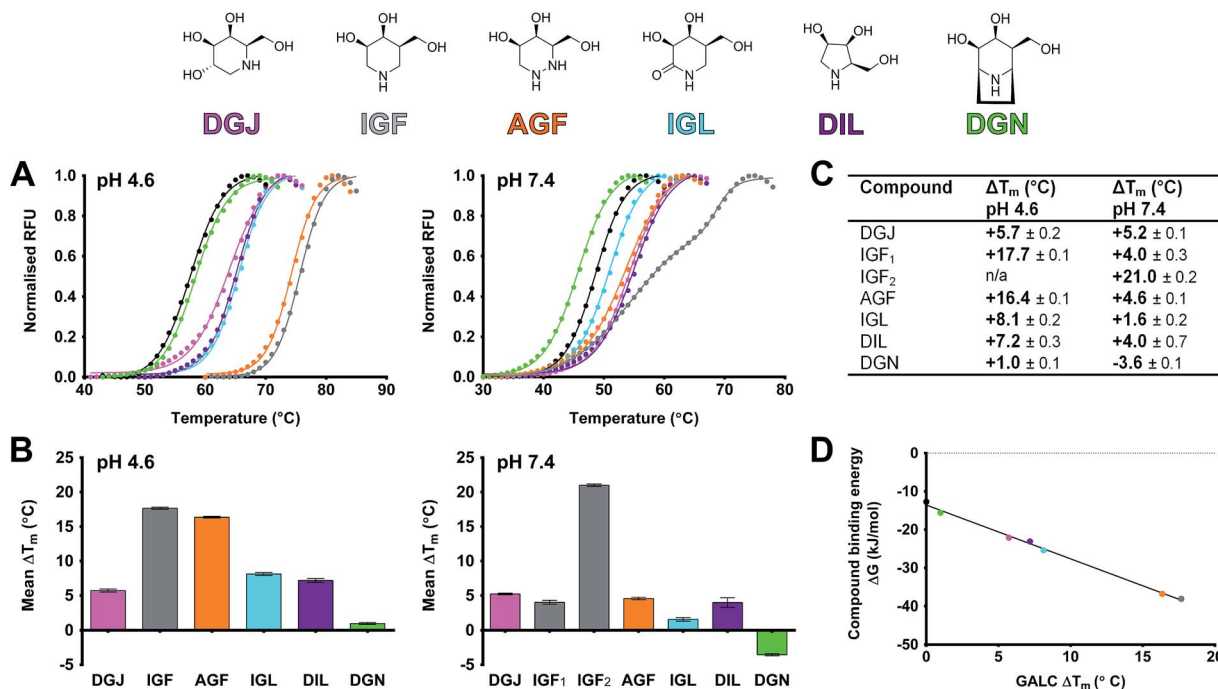 OH
HO
OH
HO
NH
OH
HO
OH
N
H
OH
HO
OH
N
H
NH
OH
HO
OH
O
N
H
OH
HO
OH
N
H
OH
HO
OH
N
H
DGJ IGF AGF IGL DIL DGN
A
pH 4.6
Normalised RFU
1.0
0.8
0.6
0.4
0.2
0.0
40 50 60 70 80 90
Temperature (°C)
pH 7.4
Normalised RFU
1.0
0.8
0.6
0.4
0.2
0.0
30 40 50 60 70 80
Temperature (°C)
B
pH 4.6
Mean ΔTm (°C)
25
20
15
10
5
0
-5
DGJ IGF AGF IGL DIL DGN
pH 7.4
Mean ΔTm (°C)
25
20
15
10
5
0
-5
DGJ IGF1 IGF2 AGF IGL DIL DGN
C
Compound ΔTm (°C) ΔTm (°C)
pH 4.6 pH 7.4
DGJ +5.7 ± 0.2 +5.2 ± 0.1
IGF1 +17.7 ± 0.1 +4.0 ± 0.3
IGF2 n/a +21.0 ± 0.2
AGF +16.4 ± 0.1 +4.6 ± 0.1
IGL +8.1 ± 0.2 +1.6 ± 0.2
DIL +7.2 ± 0.3 +4.0 ± 0.7
DGN +1.0 ± 0.1 -3.6 ± 0.1
D
Compound binding energy
ΔG (kJ/mol)
0
-10
-20
-30
-40
-50
0 5 10 15 20
GALC ΔTm (° C)